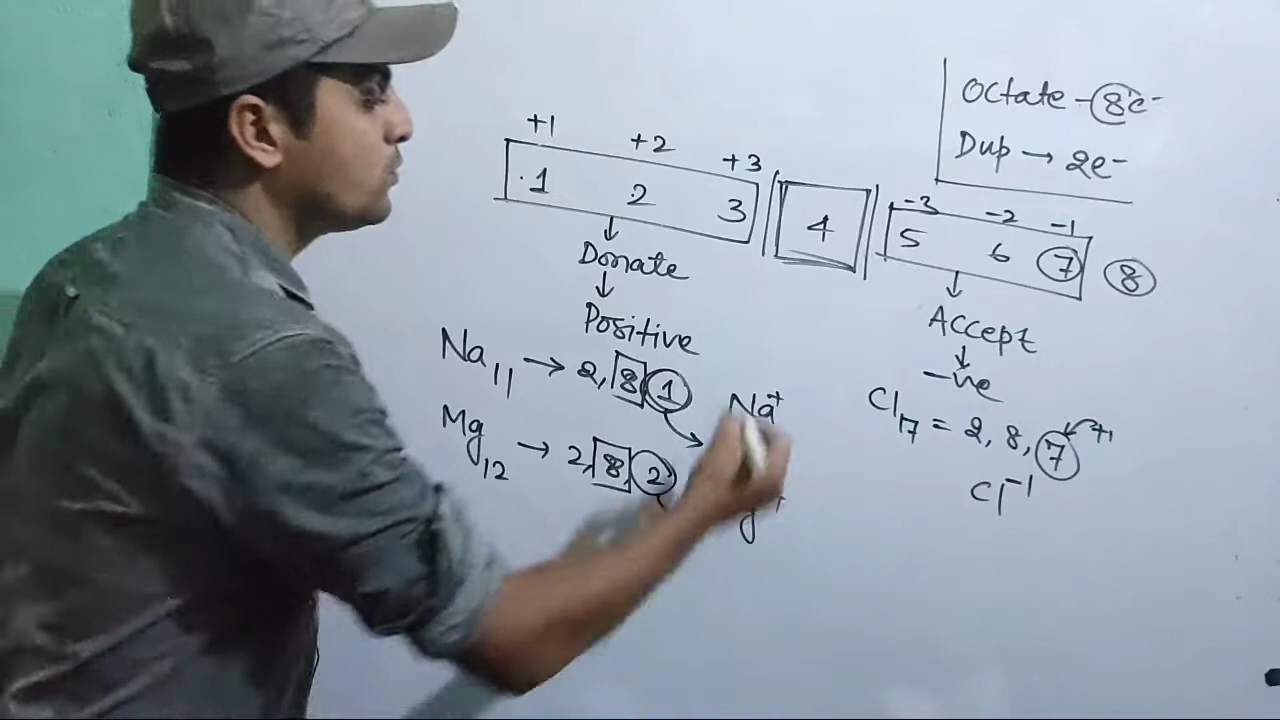 Octate - 8e-
Dup → 2e-
+1 +2 +3
1 2 3
4
-3 -2 -1
5 6 7 8
Donate
↓
Positive
Accept
↓
-ve
Na11 → 2, 8 1
Na+
Mg12 → 2, 8, 2
Cl17 = 2, 8, 7 +1
Cl-1